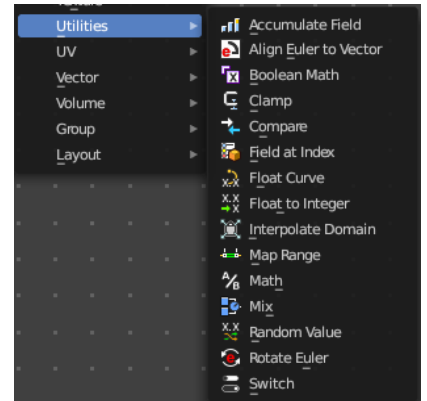 Texture
Utilities
UV
Vector
Volume
Group
Layout
Accumulate Field
Align Euler to Vector
Boolean Math
Clamp
Compare
Field at Index
Float Curve
Float to Integer
Interpolate Domain
Map Range
Math
Mix
Random Value
Rotate Euler
Switch